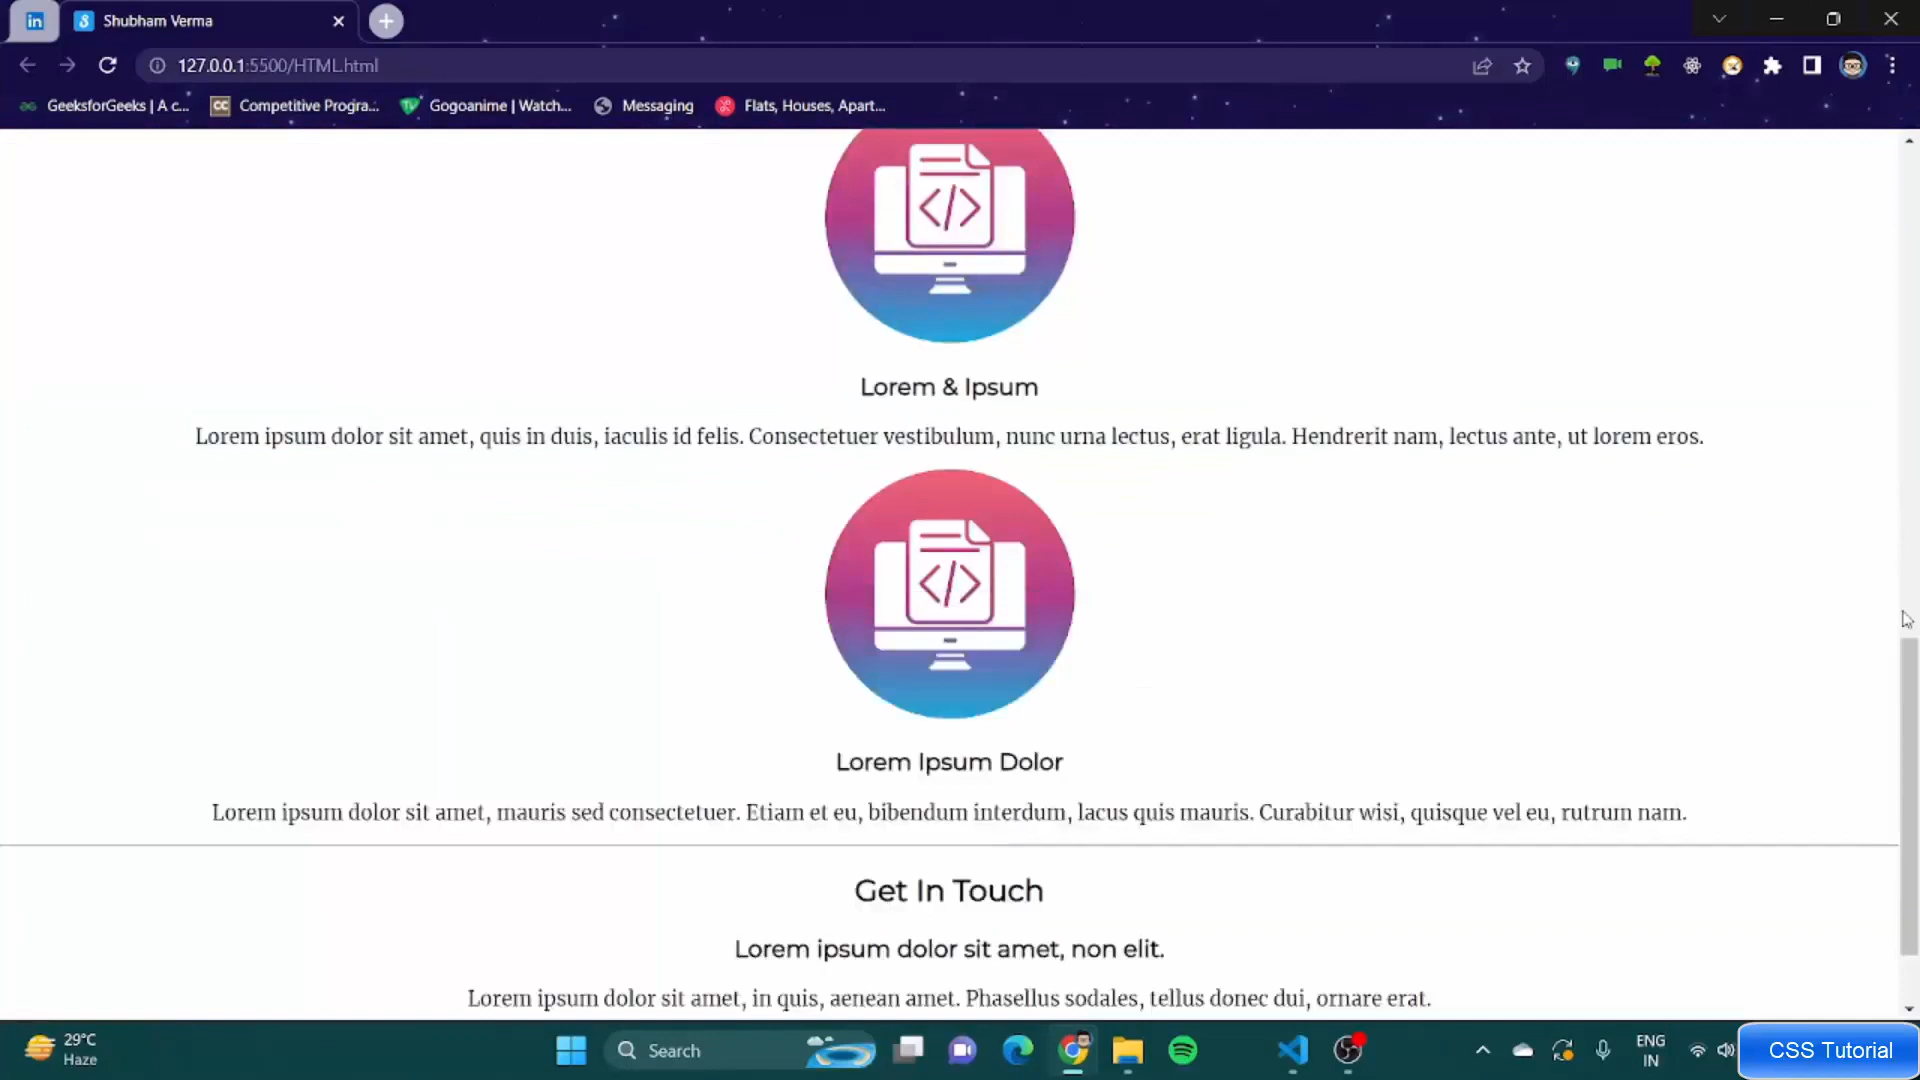 in
Shubham Verma
127.0.0.1:5500/HTML.html
GeeksforGeeks | A c...
CC
Competitive Progra...
Gogoanime | Watch...
Messaging
Flats, Houses, Apart...
</>
Lorem & Ipsum
Lorem ipsum dolor sit amet, quis in duis, iaculis id felis. Consectetuer vestibulum, nunc urna lectus, erat ligula. Hendrerit nam, lectus ante, ut lorem eros.
</>
Lorem Ipsum Dolor
Lorem ipsum dolor sit amet, mauris sed consectetuer. Etiam et eu, bibendum interdum, lacus quis mauris. Curabitur wisi, quisque vel eu, rutrum nam.
Get In Touch
Lorem ipsum dolor sit amet, non elit.
Lorem ipsum dolor sit amet, in quis, aenean amet. Phasellus sodales, tellus donec dui, ornare erat.
29°C
Haze
Search
ENG
IN
CSS Tutorial